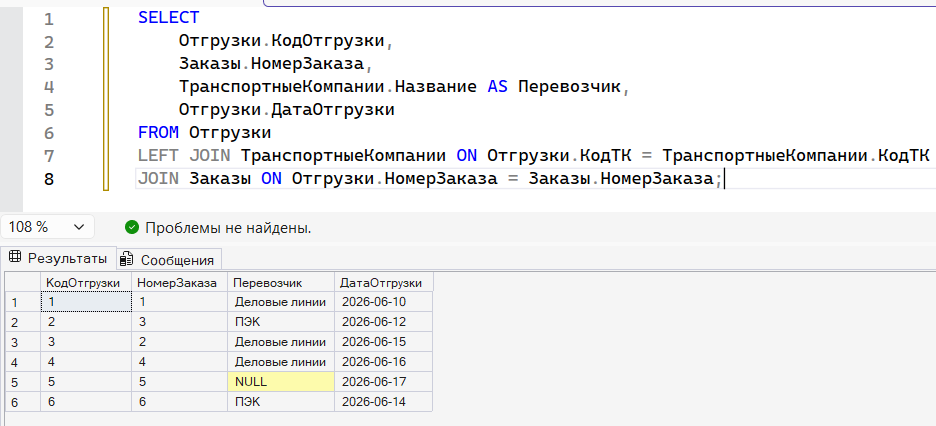 1 SELECT
2 Отгрузки.КодОтгрузки,
3 Заказы.НомерЗаказа,
4 ТранспортныеКомпании.Название AS Перевозчик,
5 Отгрузки.ДатаОтгрузки
6 FROM Отгрузки
7 LEFT JOIN ТранспортныеКомпании ON Отгрузки.КодТК = ТранспортныеКомпании.КодТК
8 JOIN Заказы ON Отгрузки.НомерЗаказа = Заказы.НомерЗаказа;
108 % Проблемы не найдены.
Результаты Сообщения
КодОтгрузки НомерЗаказа Перевозчик ДатаОтгрузки
1 1 1 Деловые линии 2026-06-10
2 2 3 ПЭК 2026-06-12
3 3 2 Деловые линии 2026-06-15
4 4 4 Деловые линии 2026-06-16
5 5 5 NULL 2026-06-17
6 6 6 ПЭК 2026-06-14